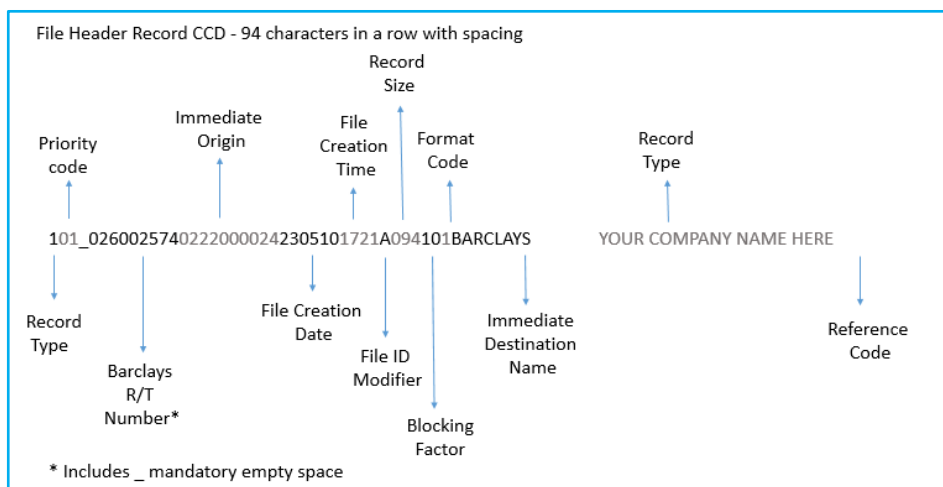 File Header Record CCD - 94 characters in a row with spacing
Record
Size
Immediate
Origin
File
Creation
Time
Format
Code
Record
Type
Priority
code
101_026002574022200002423051017​21A094101BARCLAYS YOUR COMPANY NAME HERE
Record
Type
File Creation
Date
Immediate
Destination
Name
Reference
Code
File ID
Modifier
Barclays
R/T
Number*
Blocking
Factor
* Includes _ mandatory empty space